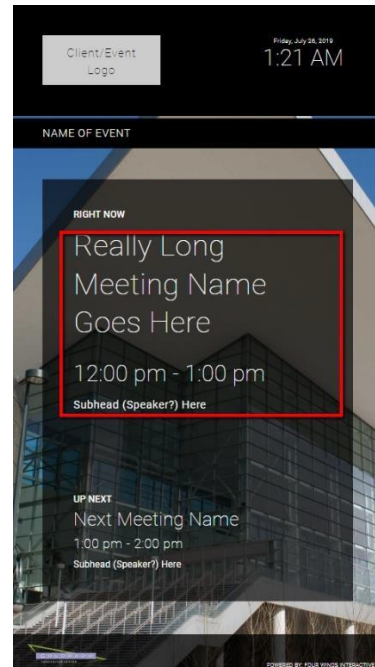 Client/Event
Logo
Friday, July 26, 2019
1:21 AM
NAME OF EVENT
RIGHT NOW
Really Long
Meeting Name
Goes Here
12:00 pm - 1:00 pm
Subhead (Speaker?) Here
UP NEXT
Next Meeting Name
1:00 pm - 2:00 pm
Subhead (Speaker?) Here
POWERED BY: FOUR WINDS INTERACTIVE